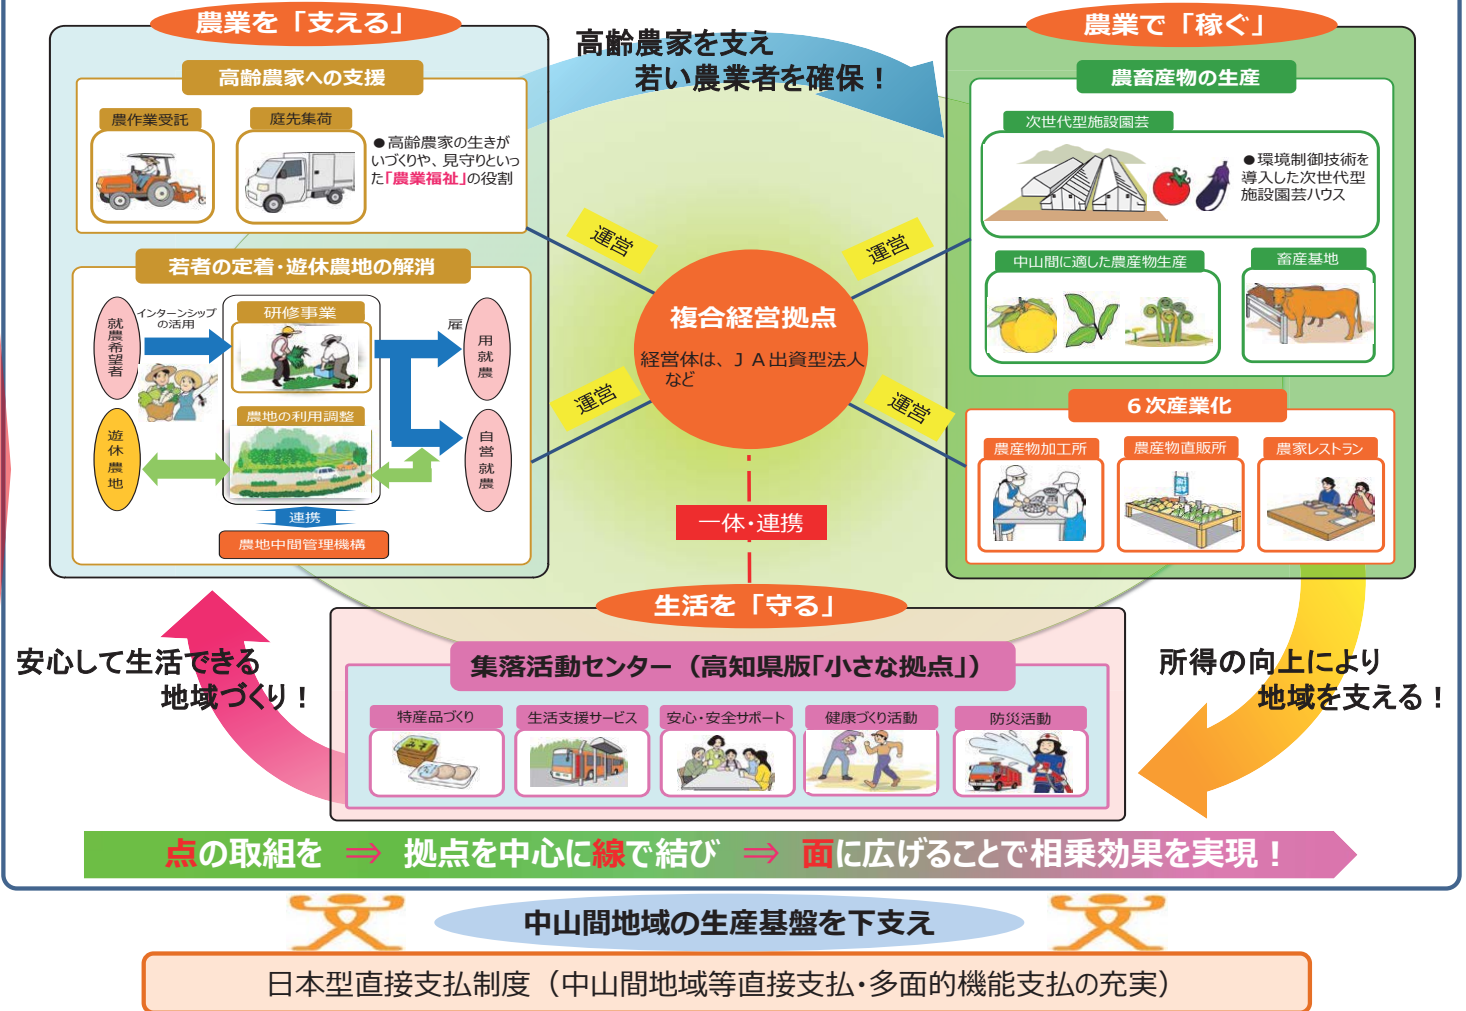 農業を「支える」
高齢農家への支援
農作業受託
庭先集荷
●高齢農家の生きが
いづくりや、見守りといっ
た「農業福祉」の役割
若者の定着・遊休農地の解消
就農希望者
インターンシップ
の活用
研修事業
雇
用就農
農地の利用調整
遊休農地
自営就農
連携
農地中間管理機構
高齢農家を支え
若い農業者を確保！
運営
運営
複合経営拠点
経営体は、ＪＡ出資型法人
など
運営
運営
一体・連携
農業で「稼ぐ」
農畜産物の生産
次世代型施設園芸
●環境制御技術を
導入した次世代型
施設園芸ハウス
中山間に適した農産物生産
畜産基地
６次産業化
農産物加工所
農産物直販所
農家レストラン
安心して生活できる
地域づくり！
生活を「守る」
集落活動センター（高知県版「小さな拠点」）
特産品づくり
生活支援サービス
安心・安全サポート
健康づくり活動
防災活動
所得の向上により
地域を支える！
点の取組を ⇒ 拠点を中心に線で結び ⇒ 面に広げることで相乗効果を実現！
中山間地域の生産基盤を下支え
日本型直接支払制度（中山間地域等直接支払・多面的機能支払の充実）